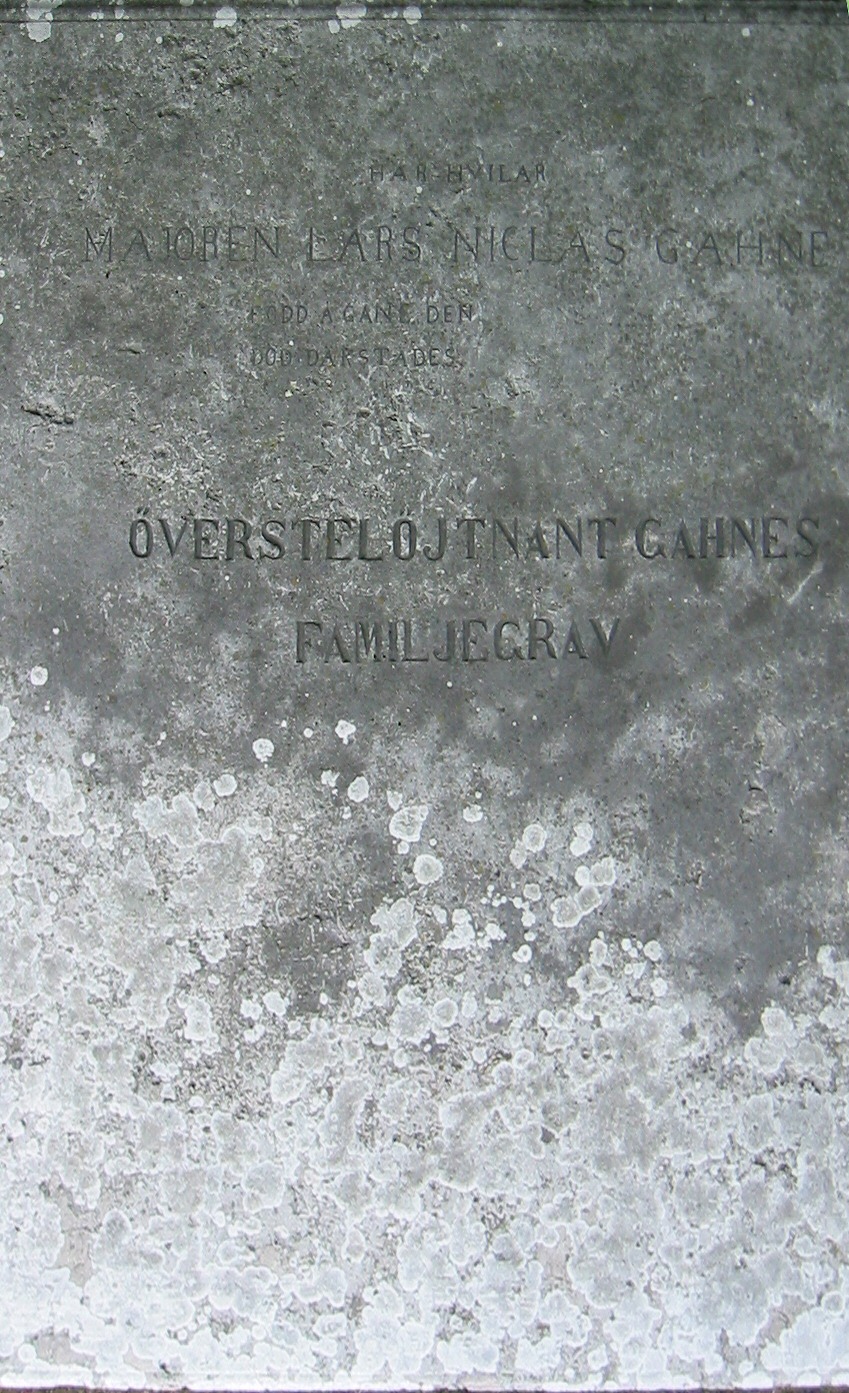 HÄR HVILAR
MAJOREN LARS NICLAS GAHNE
FÖDD Å GANE DEN
DÖD DÄRSTÄDES
ÖVERSTELÖJTNANT GAHNES
FAMILJEGRAV